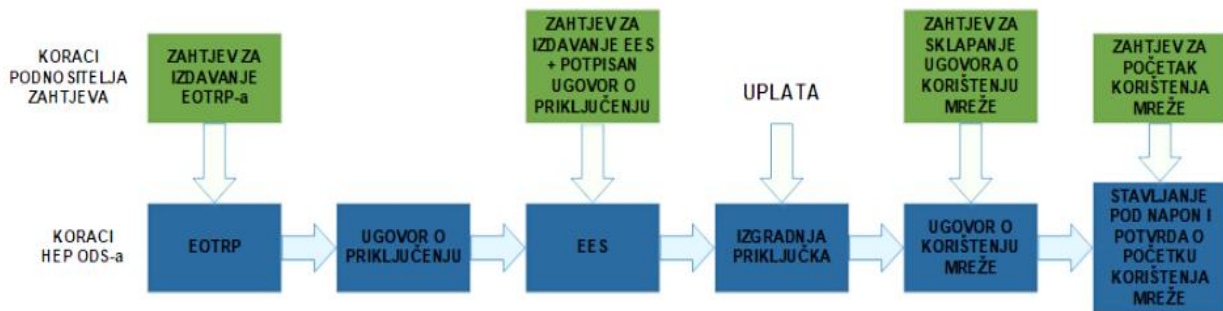 KORACI
PODNOSITELJA
ZAHTJEVA
ZAHTJEV ZA
IZDAVANJE
EOTRP-a
ZAHTJEV ZA
IZDAVANJE EES
+ POTPISAN
UGOVOR O
PRIKLJUČENJU
UPLATA
ZAHTJEV ZA
SKLAPANJE
UGOVORA O
KORIŠTENJU
MREŽE
ZAHTJEV ZA
POČETAK
KORIŠTENJA
MREŽE
KORACI
HEP ODS-a
EOTRP
UGOVOR O
PRIKLJUČENJU
EES
IZGRADNJA
PRIKLJUČKA
UGOVOR O
KORIŠTENJU
MREŽE
STAVLJANJE
POD NAPON I
POTVRDA O
POČETKU
KORIŠTENJA
MREŽE